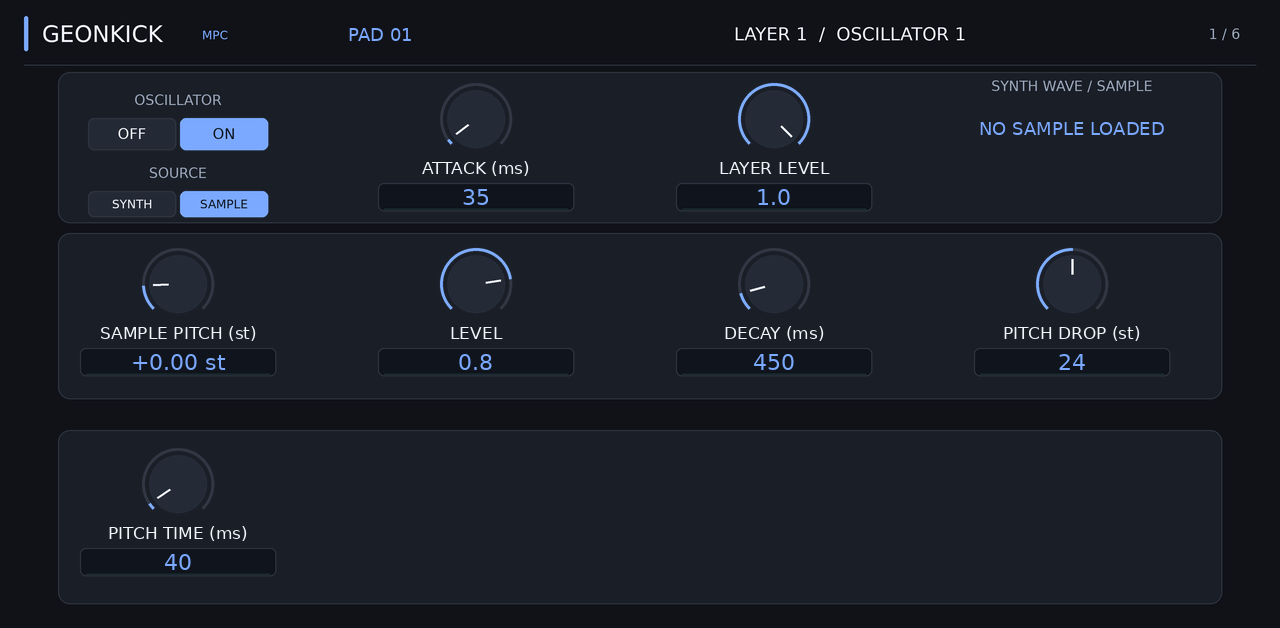 GEONKICK MPC PAD 01 LAYER 1 / OSCILLATOR 1 1 / 6
OSCILLATOR
OFF ON
SOURCE
SYNTH SAMPLE
ATTACK (ms)
35
LAYER LEVEL
1.0
SYNTH WAVE / SAMPLE
NO SAMPLE LOADED
SAMPLE PITCH (st)
+0.00 st
LEVEL
0.8
DECAY (ms)
450
PITCH DROP (st)
24
PITCH TIME (ms)
40